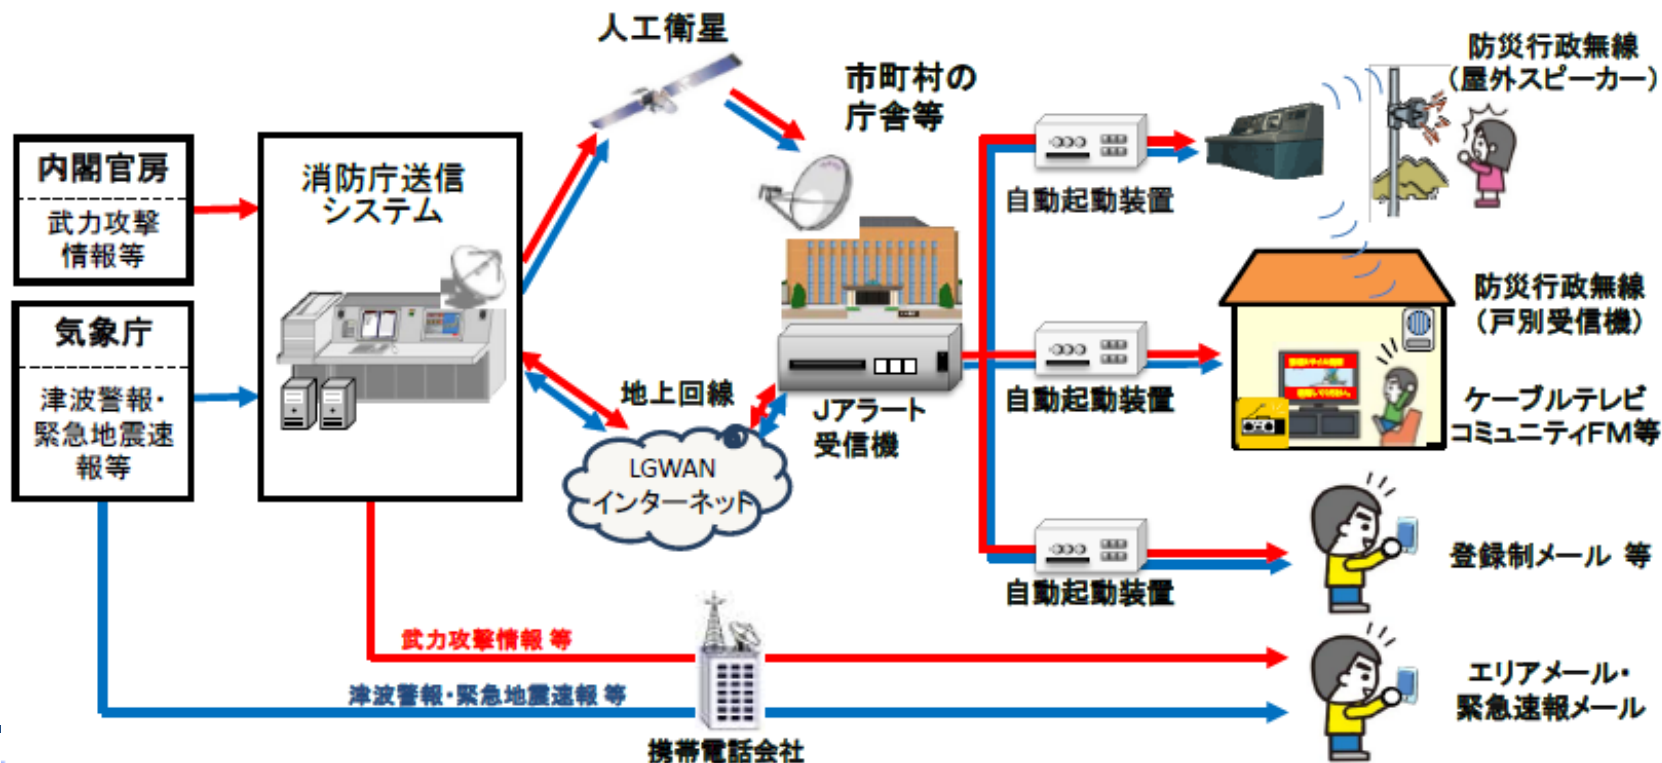 人工衛星
市町村の
庁舎等
防災行政無線
（屋外スピーカー）
内閣官房
武力攻撃
情報等
消防庁送信
システム
自動起動装置
気象庁
津波警報・
緊急地震速
報等
防災行政無線
（戸別受信機）
地上回線
Jアラート
受信機
自動起動装置
ケーブルテレビ
コミュニティFM等
LGWAN
インターネット
自動起動装置
登録制メール 等
武力攻撃情報 等
津波警報・緊急地震速報 等
携帯電話会社
エリアメール・
緊急速報メール